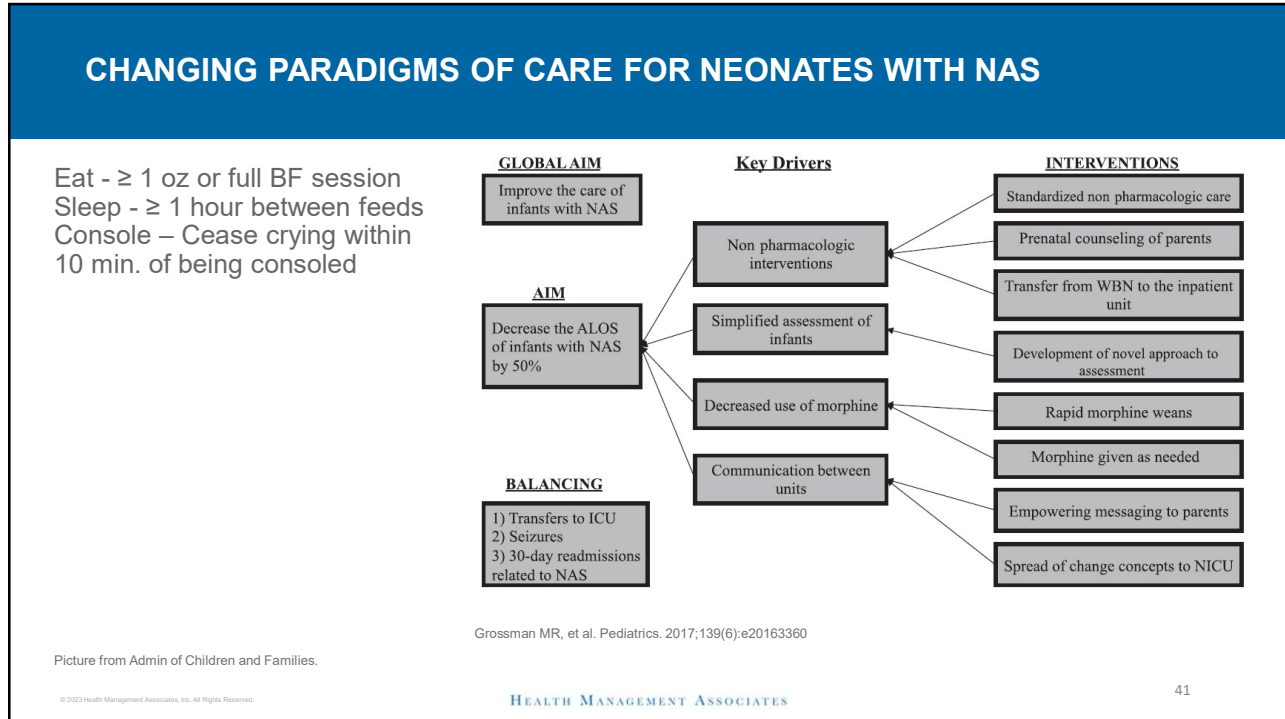 CHANGING PARADIGMS OF CARE FOR NEONATES WITH NAS
Eat - ≥ 1 oz or full BF session
Sleep - ≥ 1 hour between feeds
Console – Cease crying within
10 min. of being consoled
GLOBAL AIM
Improve the care of
infants with NAS
AIM
Decrease the ALOS
of infants with NAS
by 50%
BALANCING
1) Transfers to ICU
2) Seizures
3) 30-day readmissions
related to NAS
Key Drivers
Non pharmacologic
interventions
Simplified assessment of
infants
Decreased use of morphine
Communication between
units
INTERVENTIONS
Standardized non pharmacologic care
Prenatal counseling of parents
Transfer from WBN to the inpatient
unit
Development of novel approach to
assessment
Rapid morphine weans
Morphine given as needed
Empowering messaging to parents
Spread of change concepts to NICU
Grossman MR, et al. Pediatrics. 2017;139(6):e20163360
Picture from Admin of Children and Families.
© 2023 Health Management Associates, Inc. All Rights Reserved.
HEALTH MANAGEMENT ASSOCIATES
41